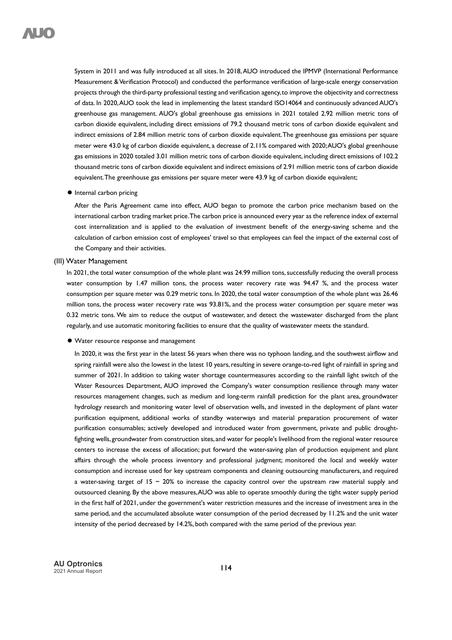 AUO
System in 2011 and was fully introduced at all sites. In 2018, AUO introduced the IPMVP (International Performance
Measurement & Verification Protocol) and conducted the performance verification of large-scale energy conservation
projects through the third-party professional testing and verification agency, to improve the objectivity and correctness
of data. In 2020, AUO took the lead in implementing the latest standard ISO14064 and continuously advanced AUO's
greenhouse gas management. AUO's global greenhouse gas emissions in 2021 totaled 2.92 million metric tons of
carbon dioxide equivalent, including direct emissions of 79.2 thousand metric tons of carbon dioxide equivalent and
indirect emissions of 2.84 million metric tons of carbon dioxide equivalent. The greenhouse gas emissions per square
meter were 43.0 kg of carbon dioxide equivalent, a decrease of 2.11% compared with 2020; AUO's global greenhouse
gas emissions in 2020 totaled 3.01 million metric tons of carbon dioxide equivalent, including direct emissions of 102.2
thousand metric tons of carbon dioxide equivalent and indirect emissions of 2.91 million metric tons of carbon dioxide
equivalent. The greenhouse gas emissions per square meter were 43.9 kg of carbon dioxide equivalent;
● Internal carbon pricing
After the Paris Agreement came into effect, AUO began to promote the carbon price mechanism based on the
international carbon trading market price. The carbon price is announced every year as the reference index of external
cost internalization and is applied to the evaluation of investment benefit of the energy-saving scheme and the
calculation of carbon emission cost of employees' travel so that employees can feel the impact of the external cost of
the Company and their activities.
(III) Water Management
In 2021, the total water consumption of the whole plant was 24.99 million tons, successfully reducing the overall process
water consumption by 1.47 million tons, the process water recovery rate was 94.47 %, and the process water
consumption per square meter was 0.29 metric tons. In 2020, the total water consumption of the whole plant was 26.46
million tons, the process water recovery rate was 93.81%, and the process water consumption per square meter was
0.32 metric tons. We aim to reduce the output of wastewater, and detect the wastewater discharged from the plant
regularly, and use automatic monitoring facilities to ensure that the quality of wastewater meets the standard.
● Water resource response and management
In 2020, it was the first year in the latest 56 years when there was no typhoon landing, and the southwest airflow and
spring rainfall were also the lowest in the latest 10 years, resulting in severe orange-to-red light of rainfall in spring and
summer of 2021. In addition to taking water shortage countermeasures according to the rainfall light switch of the
Water Resources Department, AUO improved the Company's water consumption resilience through many water
resources management changes, such as medium and long-term rainfall prediction for the plant area, groundwater
hydrology research and monitoring water level of observation wells, and invested in the deployment of plant water
purification equipment, additional works of standby waterways and material preparation procurement of water
purification consumables; actively developed and introduced water from government, private and public drought-
fighting wells, groundwater from construction sites, and water for people's livelihood from the regional water resource
centers to increase the excess of allocation; put forward the water-saving plan of production equipment and plant
affairs through the whole process inventory and professional judgment; monitored the local and weekly water
consumption and increase used for key upstream components and cleaning outsourcing manufacturers, and required
a water-saving target of 15 ~ 20% to increase the capacity control over the upstream raw material supply and
outsourced cleaning. By the above measures, AUO was able to operate smoothly during the tight water supply period
in the first half of 2021, under the government's water restriction measures and the increase of investment area in the
same period, and the accumulated absolute water consumption of the period decreased by 11.2% and the unit water
intensity of the period decreased by 14.2%, both compared with the same period of the previous year.
AU Optronics
2021 Annual Report
114